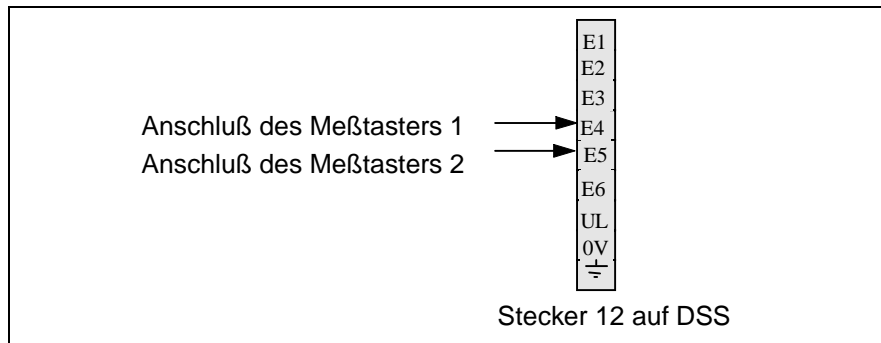 E1
E2
E3
Anschluß des Meßtasters 1 E4
Anschluß des Meßtasters 2 E5
E6
UL
0V
Stecker 12 auf DSS